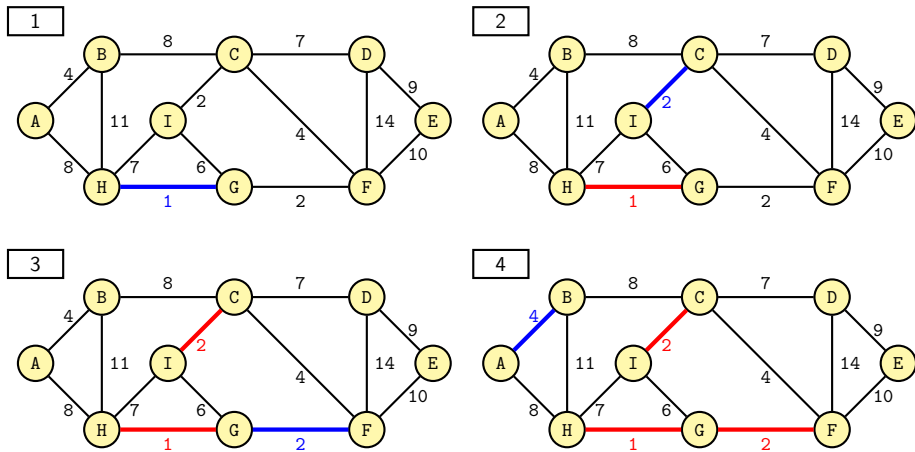 1
B 8 C 7 D
4 2 9
A 11 I 4 14 E
8 7 6 10
H 1 G 2 F
2
B 8 C 7 D
4 2 9
A 11 I 4 14 E
8 7 6 10
H 1 G 2 F
3
B 8 C 7 D
4 2 9
A 11 I 4 14 E
8 7 6 10
H 1 G 2 F
4
B 8 C 7 D
4 2 9
A 11 I 4 14 E
8 7 6 10
H 1 G 2 F